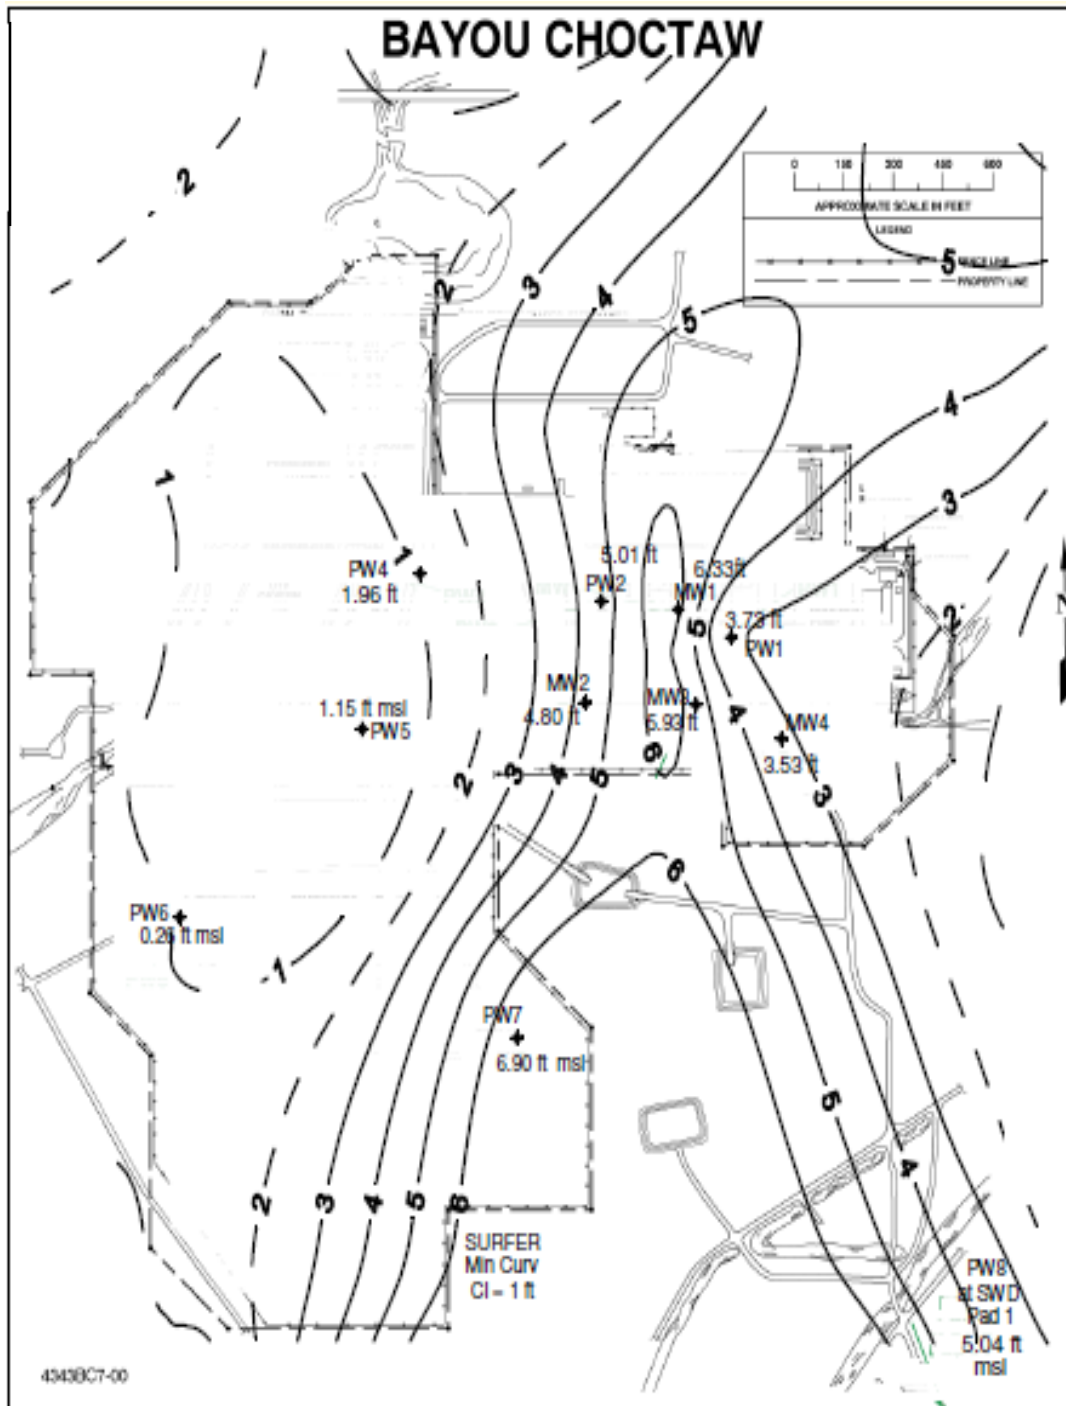 BAYOU CHOCTAW
0 150 300 450 600
APPROXIMATE SCALE IN FEET
LEGEND
FENCE LINE
PROPERTY LINE
2
2
3
4
5
5
4
3
1
1
2
PW4
1.96 ft
5.01 ft
PW2
6.33ft
MW1
3.73 ft
PW1
5
MW2
4.80 ft
MW3
5.93 ft
4
MW4
3.53 ft
1.15 ft msl
PW5
6
2
3
4
5
3
6
PW6
0.26 ft msl
1
PW7
6.90 ft msl
5
4
2
3
4
5
6
SURFER
Min Curv
CI = 1 ft
PW8
at SWD
Pad 1
5.04 ft
msl
N
4343BC7-00